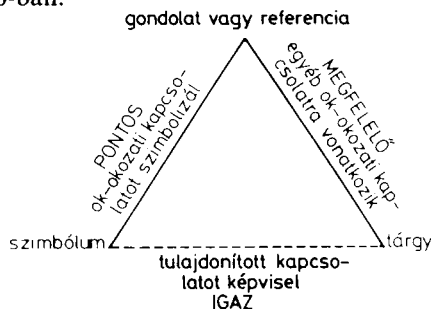 -ban.
gondolat vagy referencia
PONTOS
ok-okozati kapcso-
latot szimbolizál
MEGFELELŐ
egyéb ok-okozati kap-
csolatra vonatkozik
szimbólum
tárgy
tulajdonított kapcso-
latot képvisel
IGAZ